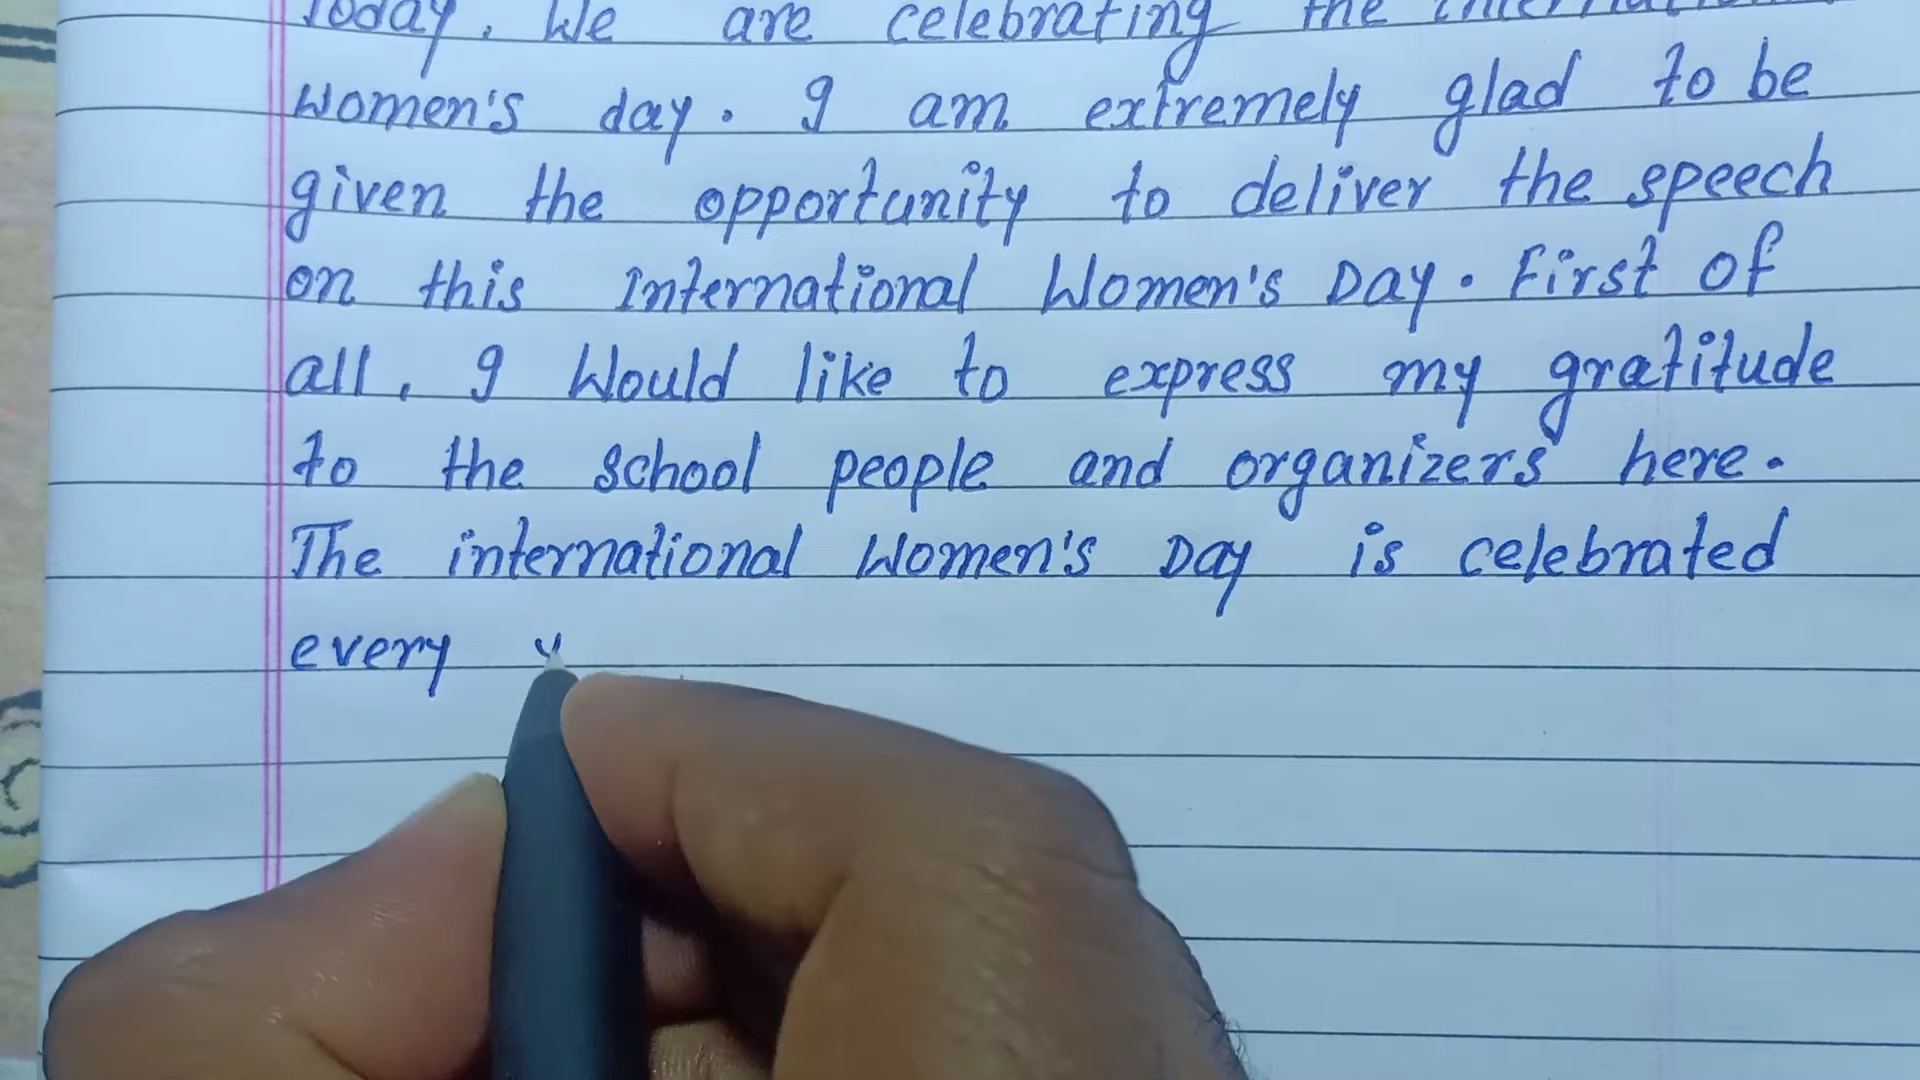 Today, We are celebrating the International
Women's day. I am extremely glad to be
given the opportunity to deliver the speech
on this International Women's Day. First of
all, I Would like to express my gratitude
to the school people and organizers here.
The international Women's Day is celebrated
every y